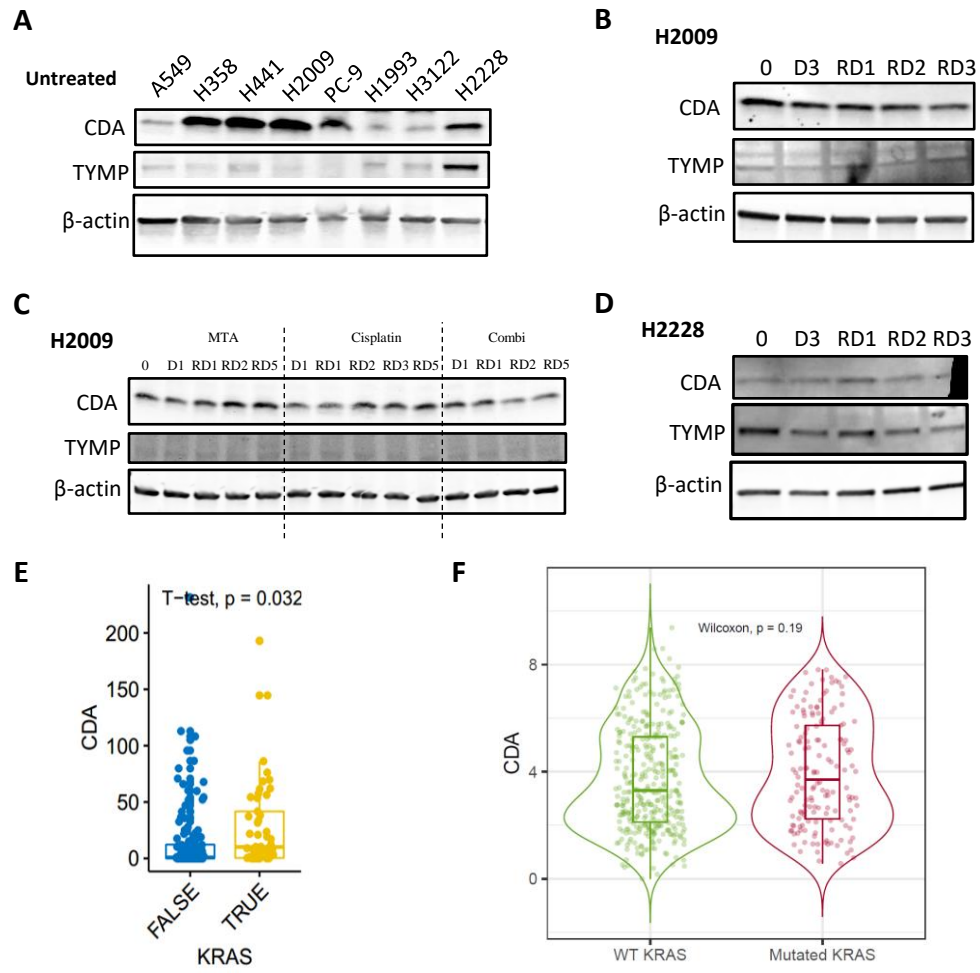 A
Untreated
A549 H358 H441 H2009 PC-9 H1993 H3122 H2228
CDA
TYMP
β-actin
B
H2009
0 D3 RD1 RD2 RD3
CDA
TYMP
β-actin
C
H2009
MTA Cisplatin Combi
0 D1 RD1 RD2 RD5 D1 RD1 RD2 RD3 RD5 D1 RD1 RD2 RD5
CDA
TYMP
β-actin
D
H2228
0 D3 RD1 RD2 RD3
CDA
TYMP
β-actin
E
T-test, p = 0.032
200
150
100
50
0
CDA
FALSE TRUE
KRAS
F
Wilcoxon, p = 0.19
8
4
0
CDA
WT KRAS Mutated KRAS